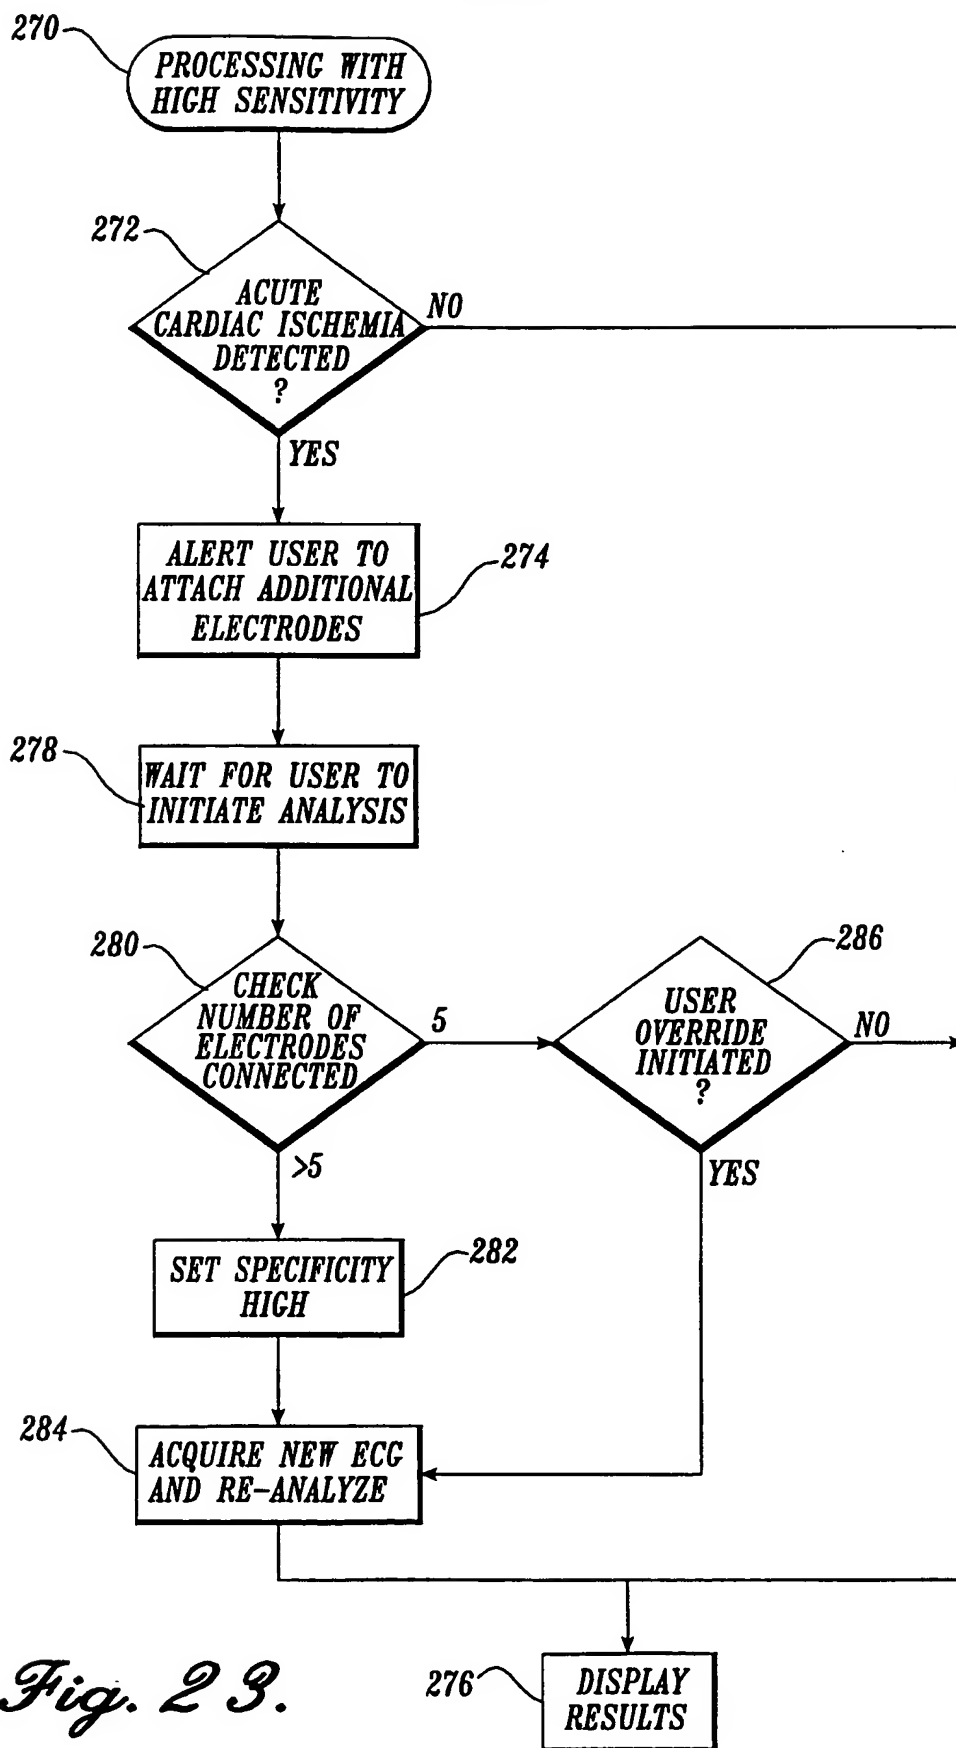 270
PROCESSING WITH
HIGH SENSITIVITY
272
ACUTE
CARDIAC ISCHEMIA
DETECTED
?
NO
YES
ALERT USER TO
ATTACH ADDITIONAL
ELECTRODES
274
278
WAIT FOR USER TO
INITIATE ANALYSIS
280
CHECK
NUMBER OF
ELECTRODES
CONNECTED
5
>5
286
USER
OVERRIDE
INITIATED
?
NO
YES
SET SPECIFICITY
HIGH
282
284
ACQUIRE NEW ECG
AND RE-ANALYZE
276
DISPLAY
RESULTS
Fig. 23.